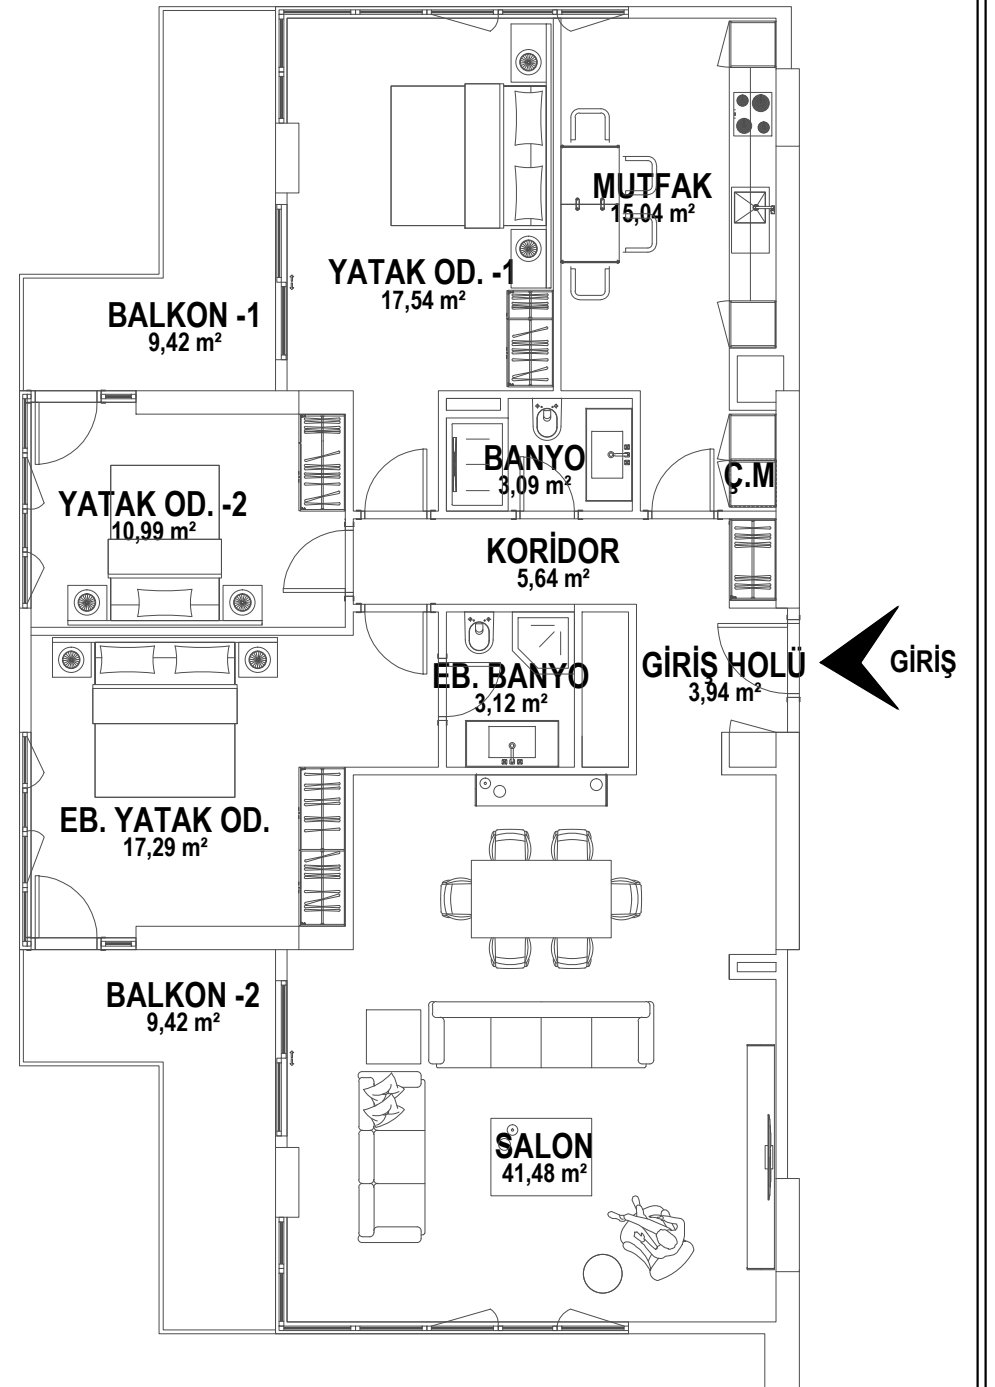 MUTFAK
15,04 m²
YATAK OD. -1
17,54 m²
BALKON -1
9,42 m²
BANYO
3,09 m²
Ç.M
YATAK OD. -2
10,99 m²
KORİDOR
5,64 m²
GİRİŞ HOLÜ
3,94 m²
GİRİŞ
EB. BANYO
3,12 m²
EB. YATAK OD.
17,29 m²
BALKON -2
9,42 m²
SALON
41,48 m²